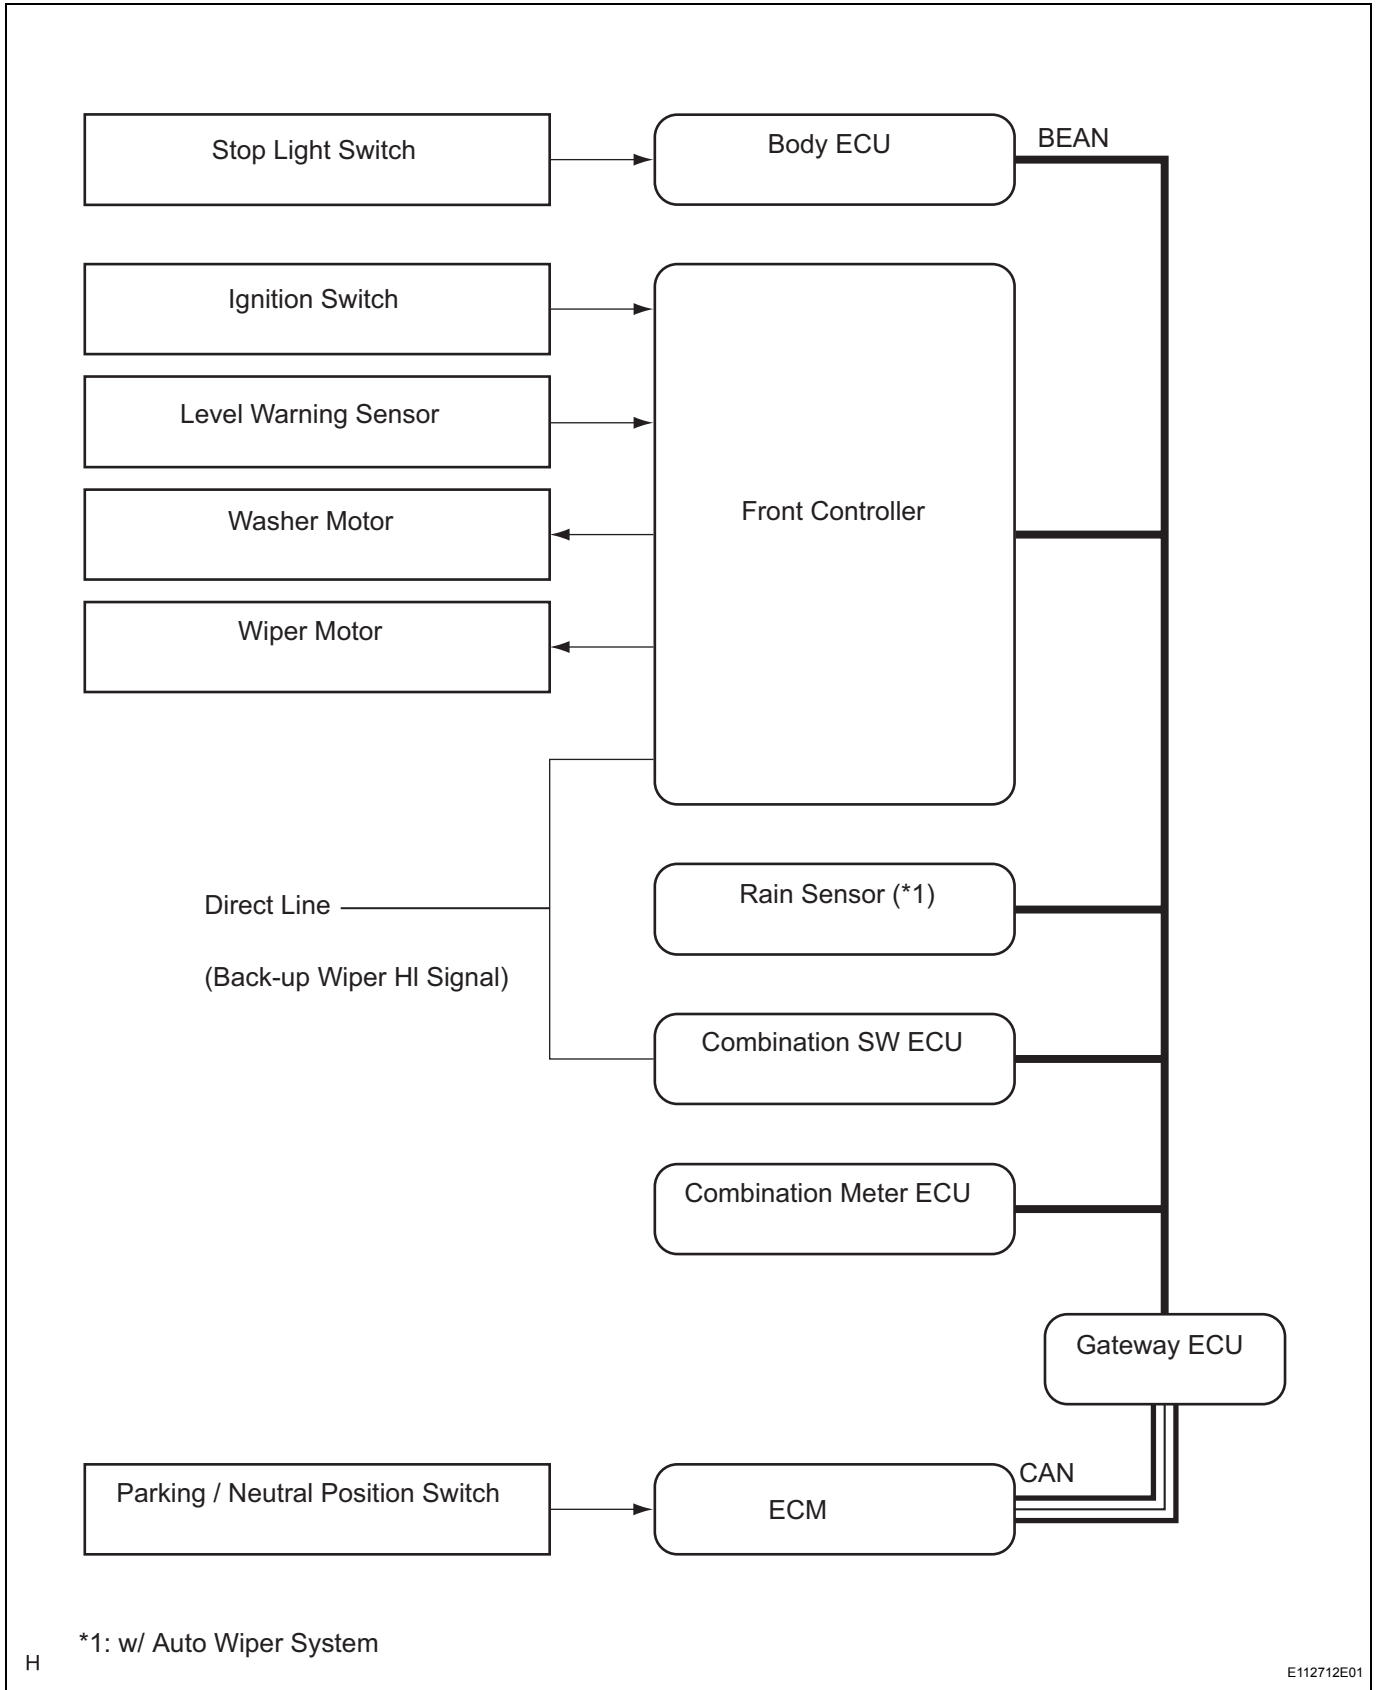 Stop Light Switch
Body ECU
BEAN
Ignition Switch
Level Warning Sensor
Washer Motor
Front Controller
Wiper Motor
Rain Sensor (*1)
Direct Line
(Back-up Wiper HI Signal)
Combination SW ECU
Combination Meter ECU
Gateway ECU
CAN
Parking / Neutral Position Switch
ECM
*1: w/ Auto Wiper System
H
E112712E01